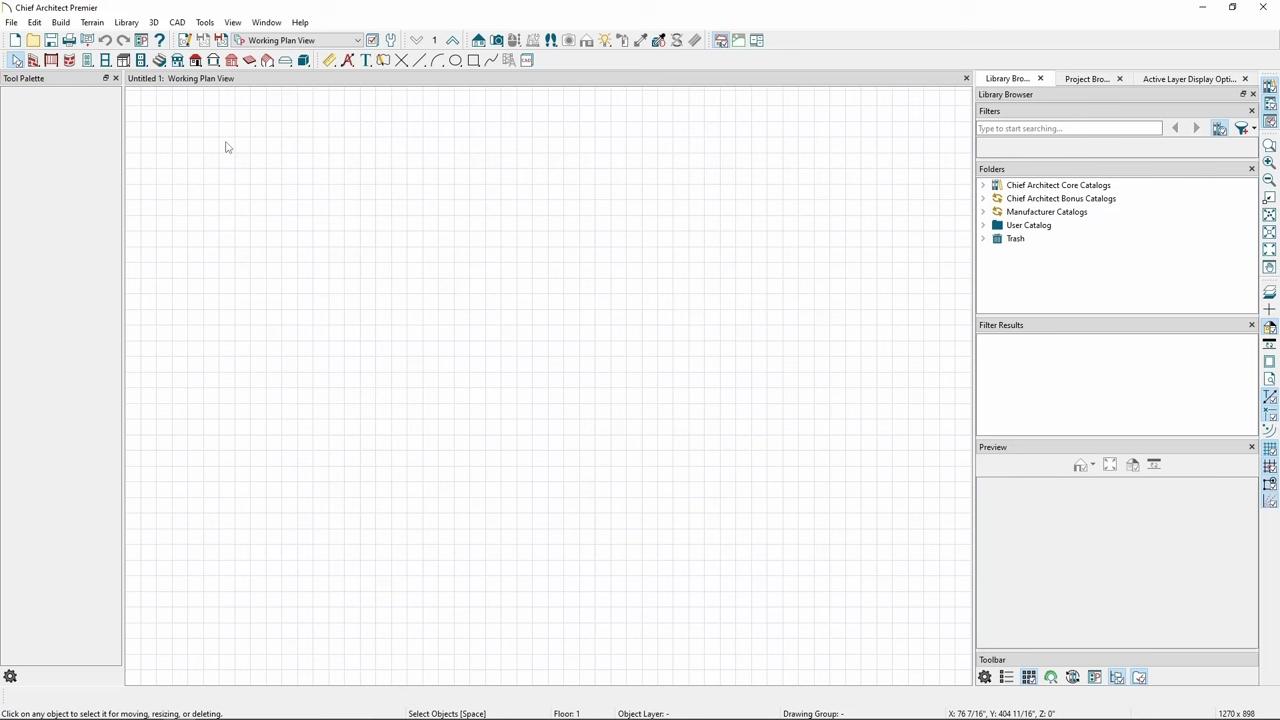 Chief Architect Premier
File Edit Build Terrain Library 3D CAD Tools View Window Help
Working Plan View 1
Tool Palette
Untitled 1: Working Plan View
Library Bro... Project Bro... Active Layer Display Opti...
Library Browser
Filters
Type to start searching...
Folders
Chief Architect Core Catalogs
Chief Architect Bonus Catalogs
Manufacturer Catalogs
User Catalog
Trash
Filter Results
Preview
Toolbar
Click on any object to select it for moving, resizing, or deleting. Select Objects [Space] Floor: 1 Object Layer: - Drawing Group: - X: 76 7/16", Y: 404 11/16", Z: 0" 1270 x 898